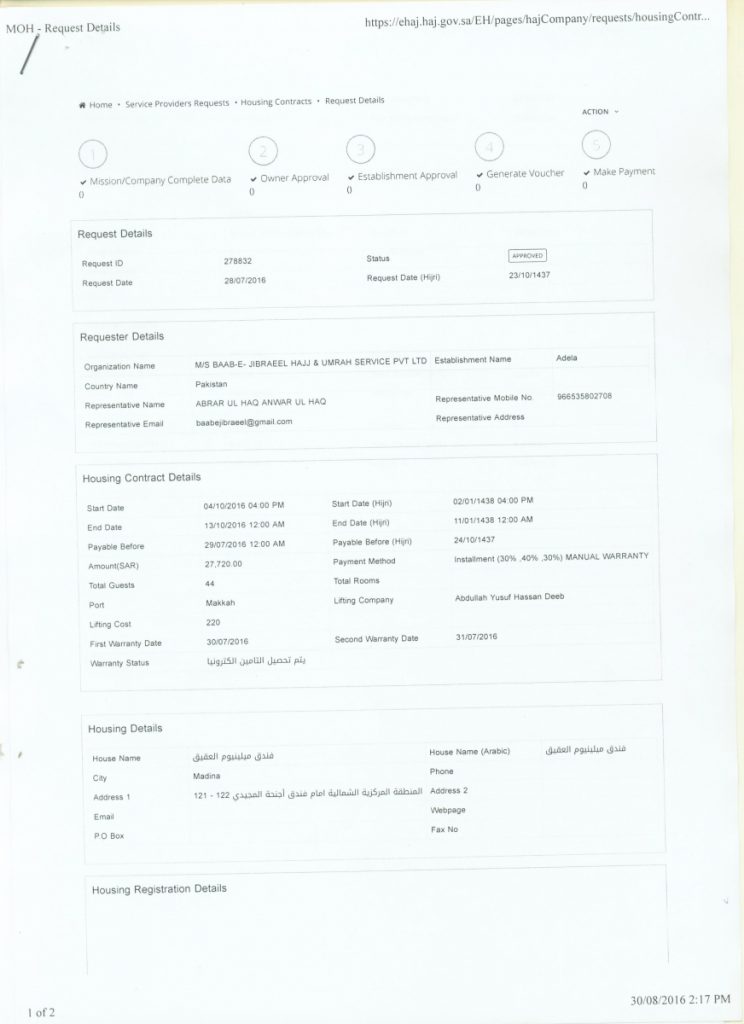 MOH - Request Details https://ehaj.haj.gov.sa/EH/pages/hajCompany/requests/housingContr...
Home • Service Providers Requests • Housing Contracts • Request Details
ACTION
1 2 3 4 5
✔ Mission/Company Complete Data ✔ Owner Approval ✔ Establishment Approval ✔ Generate Voucher ✔ Make Payment
() () () () ()
Request Details
Request ID 278832 Status APPROVED
Request Date 28/07/2016 Request Date (Hijri) 23/10/1437
Requester Details
Organization Name M/S BAAB-E- JIBRAEEL HAJJ & UMRAH SERVICE PVT LTD Establishment Name Adela
Country Name Pakistan
Representative Name ABRAR UL HAQ ANWAR UL HAQ Representative Mobile No. 966535802708
Representative Email baabejibraeel@gmail.com Representative Address
Housing Contract Details
Start Date 04/10/2016 04:00 PM Start Date (Hijri) 02/01/1438 04:00 PM
End Date 13/10/2016 12:00 AM End Date (Hijri) 11/01/1438 12:00 AM
Payable Before 29/07/2016 12:00 AM Payable Before (Hijri) 24/10/1437
Amount(SAR) 27,720.00 Payment Method Installment (30% ,40% ,30%) MANUAL WARRANTY
Total Guests 44 Total Rooms
Port Makkah Lifting Company Abdullah Yusuf Hassan Deeb
Lifting Cost 220
First Warranty Date 30/07/2016 Second Warranty Date 31/07/2016
Warranty Status يتم تحصيل التامين الكترونيا
Housing Details
House Name فندق ميلينيوم العقيق House Name (Arabic) فندق ميلينيوم العقيق
City Madina Phone
Address 1 المنطقة المركزية الشمالية امام فندق أجنحة المجيدي 122 - 121 Address 2
Email Webpage
P.O Box Fax No
Housing Registration Details
1 of 2 30/08/2016 2:17 PM